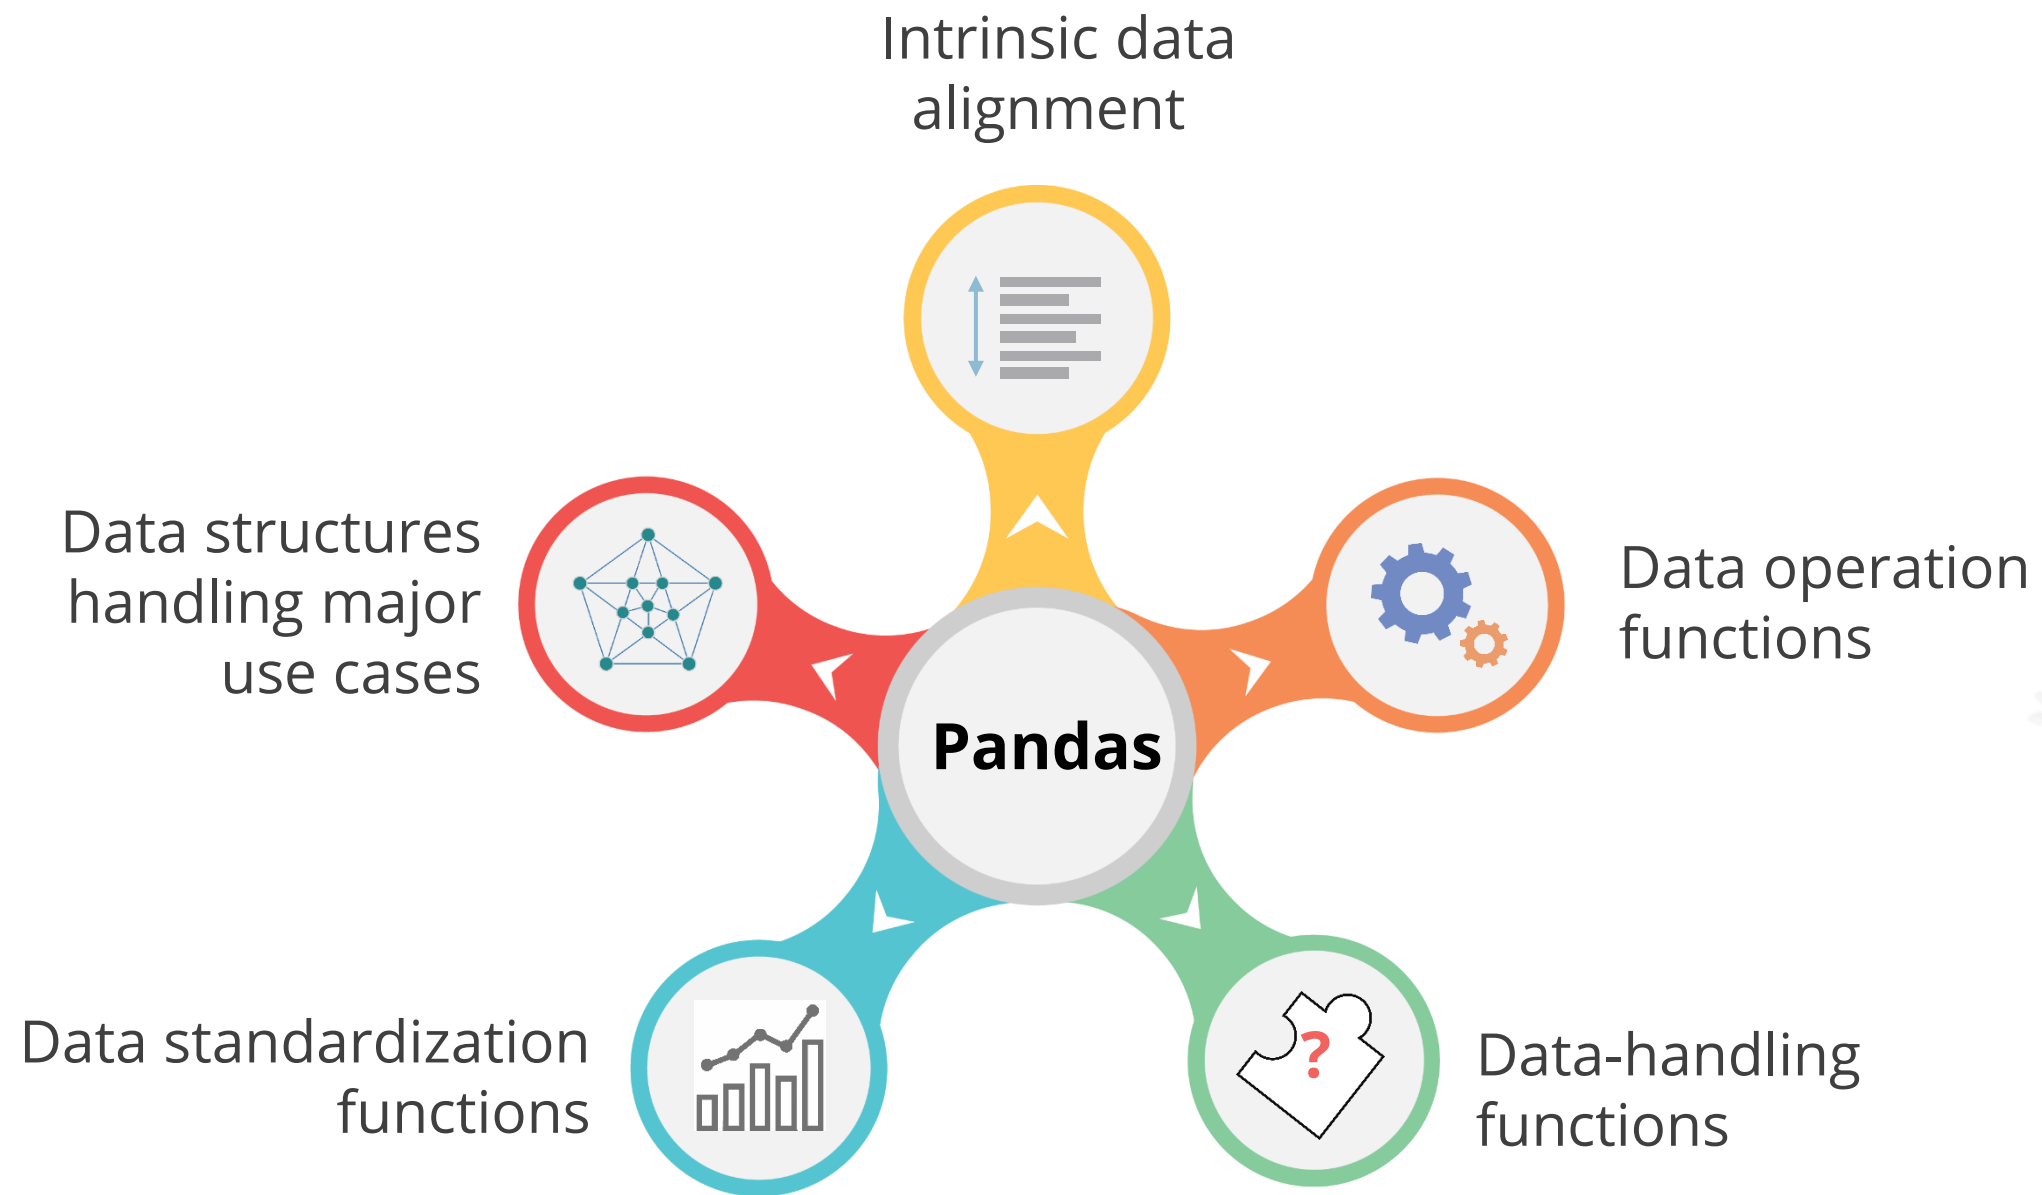 Intrinsic data
alignment
Data structures
handling major
use cases
Data operation
functions
Pandas
Data standardization
functions
?
Data-handling
functions